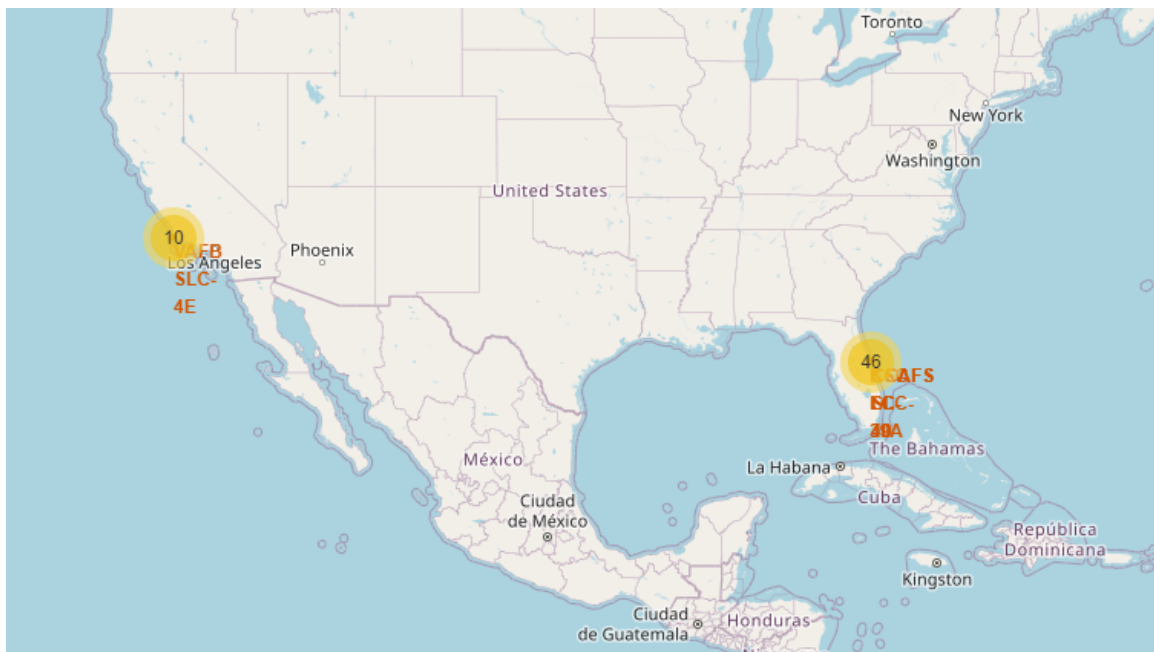 Toronto
New York
Washington
United States
10
VAFB
SLC-
4E
Los Angeles
Phoenix
46
The Bahamas
México
La Habana
Cuba
Ciudad
de México
República
Dominicana
Kingston
Ciudad
de Guatemala
Honduras